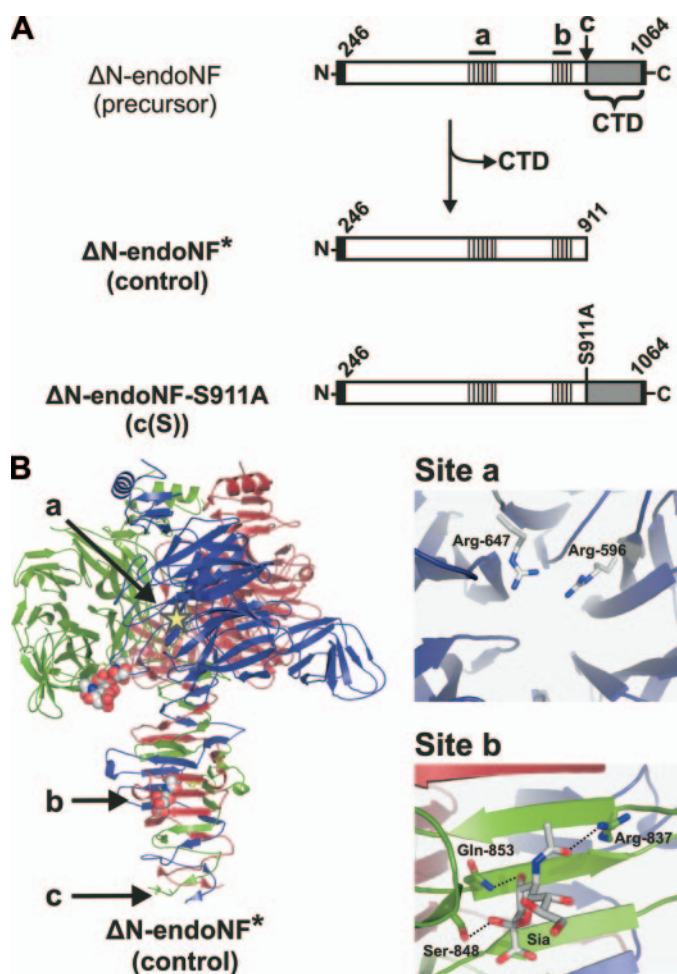 A
246
a
b
c
1064
ΔN-endoNF
(precursor)
N
C
CTD
CTD
246
911
ΔN-endoNF*
(control)
N
246
S911A
1064
ΔN-endoNF-S911A
(c(S))
N
C
B
a
b
c
ΔN-endoNF*
(control)
Site a
Arg-647
Arg-596
Site b
Gln-853
Arg-837
Ser-848
Sia